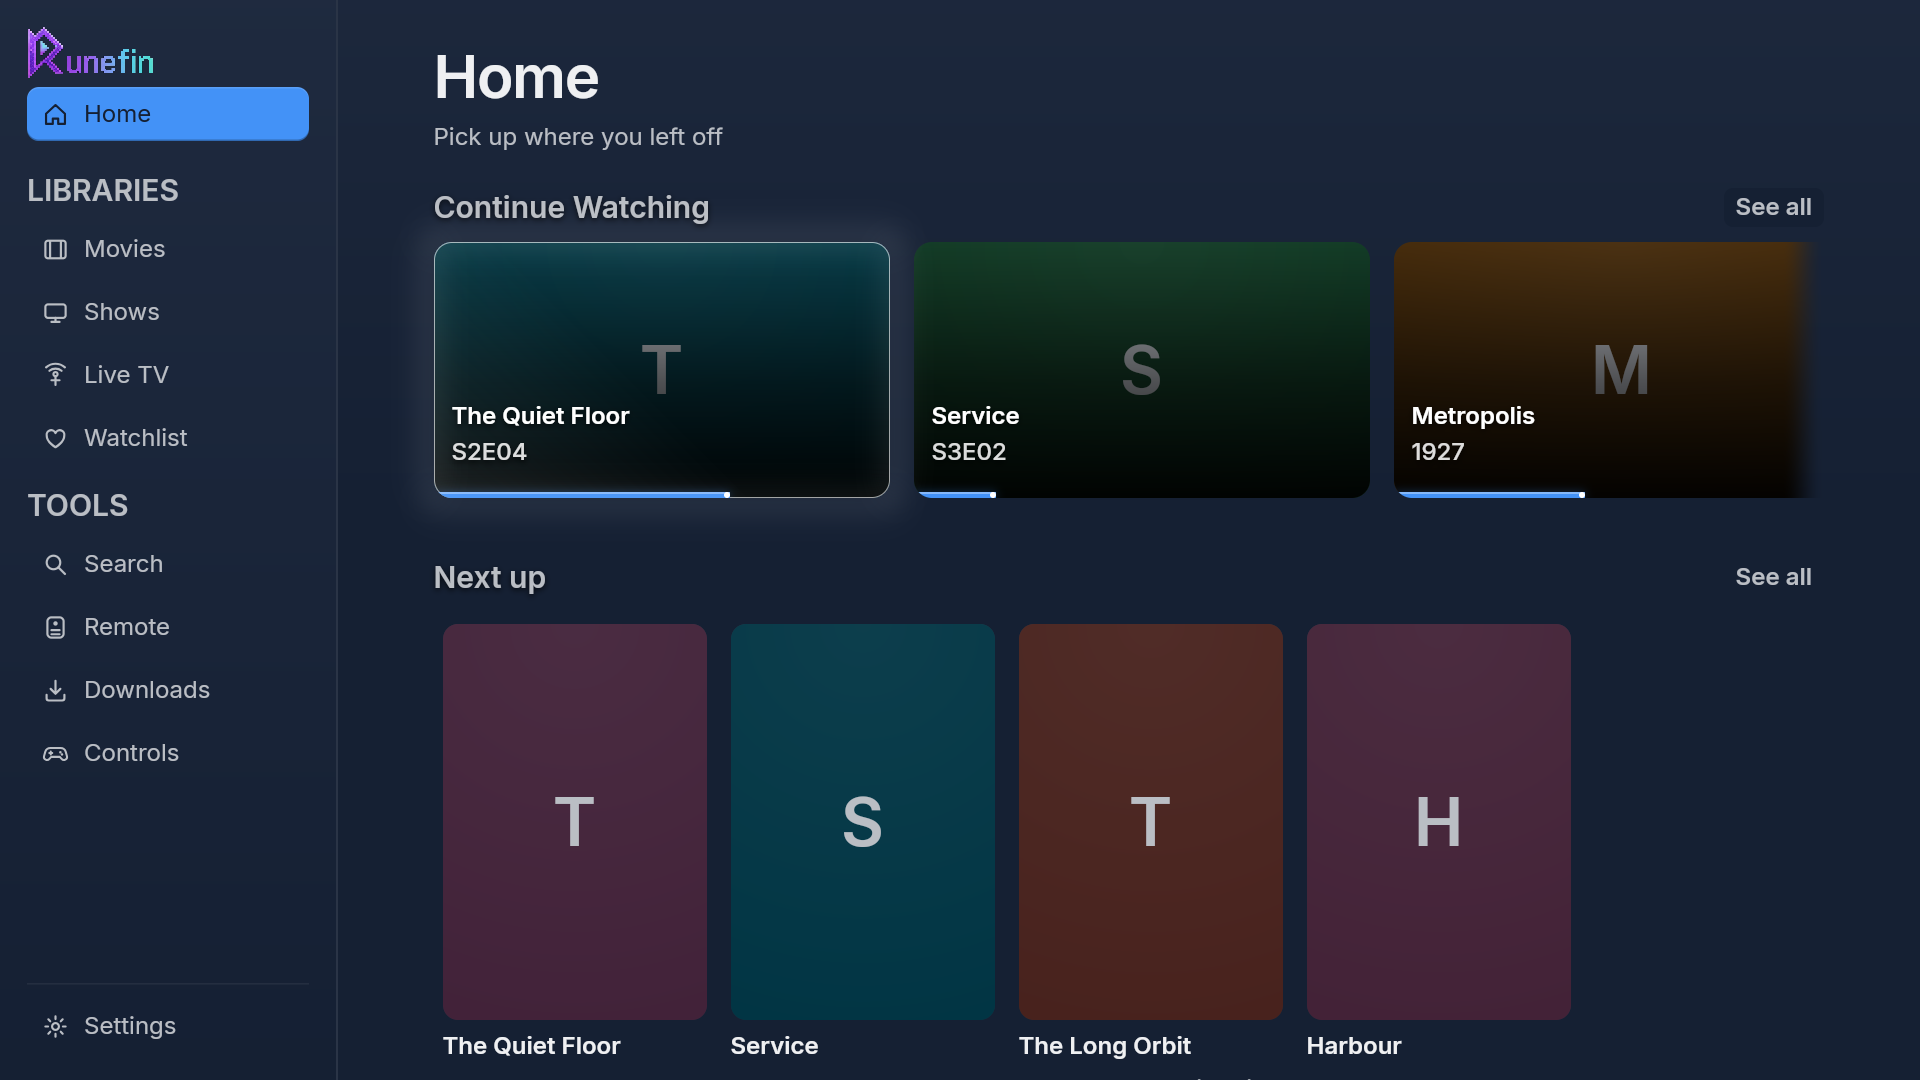 Runefin
Home
LIBRARIES
Movies
Shows
Live TV
Watchlist
TOOLS
Search
Remote
Downloads
Controls
Settings
Home
Pick up where you left off
Continue Watching
See all
T
The Quiet Floor
S2E04
S
Service
S3E02
M
Metropolis
1927
Next up
See all
T
The Quiet Floor
S
Service
T
The Long Orbit
H
Harbour